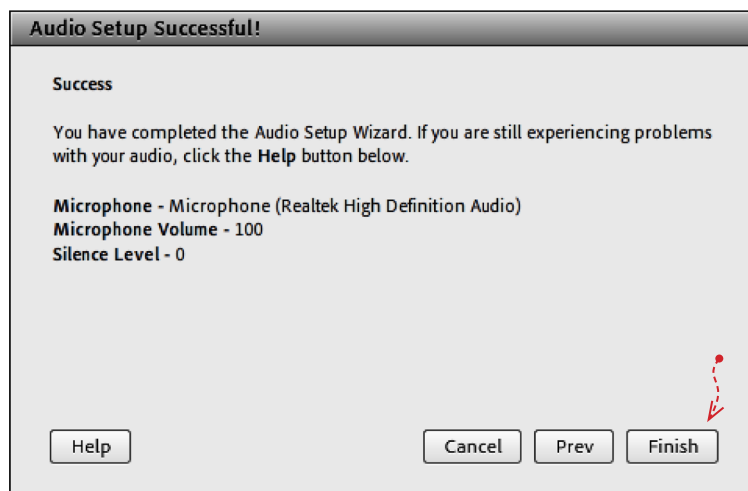 Audio Setup Successful!
Success
You have completed the Audio Setup Wizard. If you are still experiencing problems
with your audio, click the Help button below.
Microphone - Microphone (Realtek High Definition Audio)
Microphone Volume - 100
Silence Level - 0
Help Cancel Prev Finish